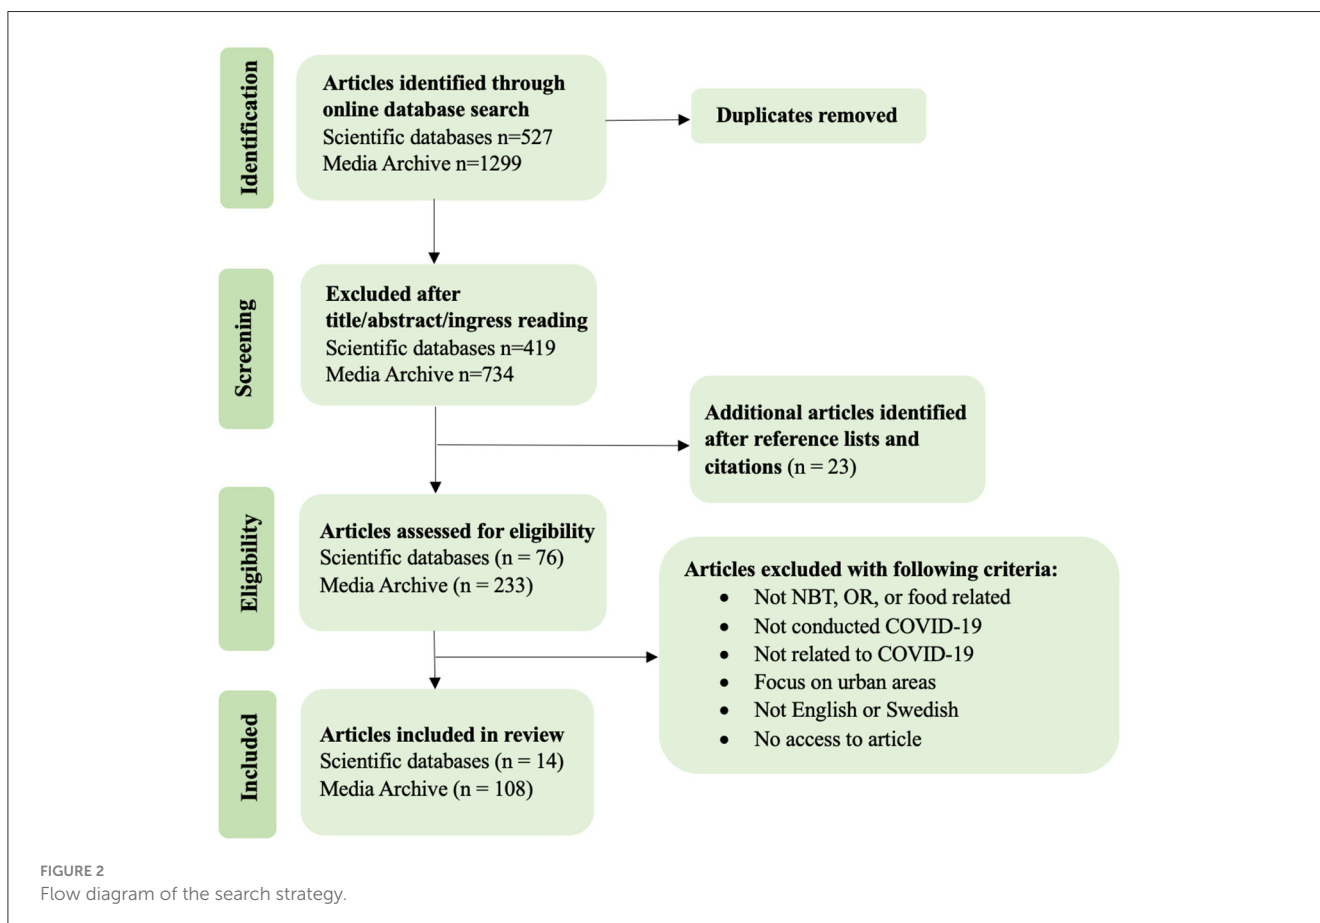 Identification
Articles identified through
online database search
Scientific databases n=527
Media Archive n=1299
Duplicates removed
Screening
Excluded after
title/abstract/ingress reading
Scientific databases n=419
Media Archive n=734
Additional articles identified
after reference lists and
citations (n = 23)
Eligibility
Articles assessed for eligibility
Scientific databases (n = 76)
Media Archive (n = 233)
Articles excluded with following criteria:
• Not NBT, OR, or food related
• Not conducted COVID-19
• Not related to COVID-19
• Focus on urban areas
• Not English or Swedish
• No access to article
Included
Articles included in review
Scientific databases (n = 14)
Media Archive (n = 108)
FIGURE 2
Flow diagram of the search strategy.